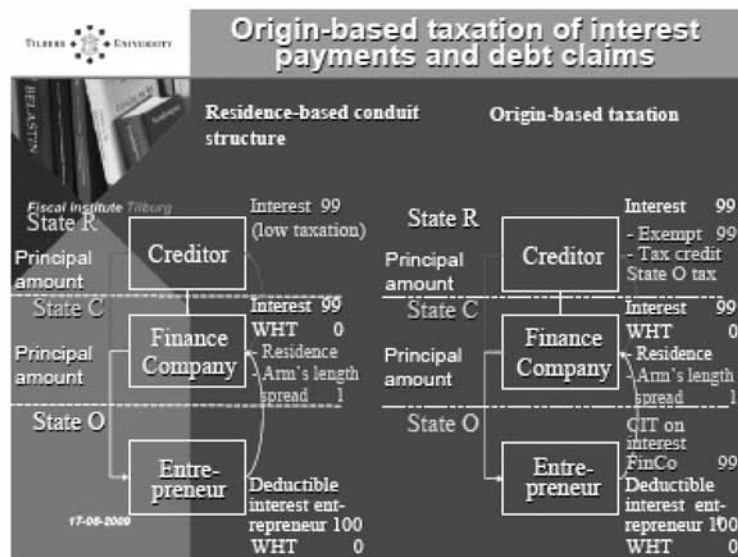 TILBURG UNIVERSITY
Origin-based taxation of interest
payments and debt claims
BELASTIN
Residence-based conduit
structure
Origin-based taxation
Fiscal Institute Tilburg
State R
Creditor
Interest 99
(low taxation)
Principal
amount
State C
Finance
Company
Interest 99
WHT 0
- Residence
- Arm's length
spread 1
Principal
amount
State O
Entre-
preneur
Deductible
interest ent-
repreneur 100
WHT 0
State R
Creditor
Interest 99
- Exempt 99
- Tax credit
State O tax
Principal
amount
State C
Finance
Company
Interest 99
WHT 0
- Residence
- Arm's length
spread 1
Principal
amount
State O
CIT on
interest
FinCo 99
Entre-
preneur
Deductible
interest ent-
repreneur 100
WHT 0
17-06-2009